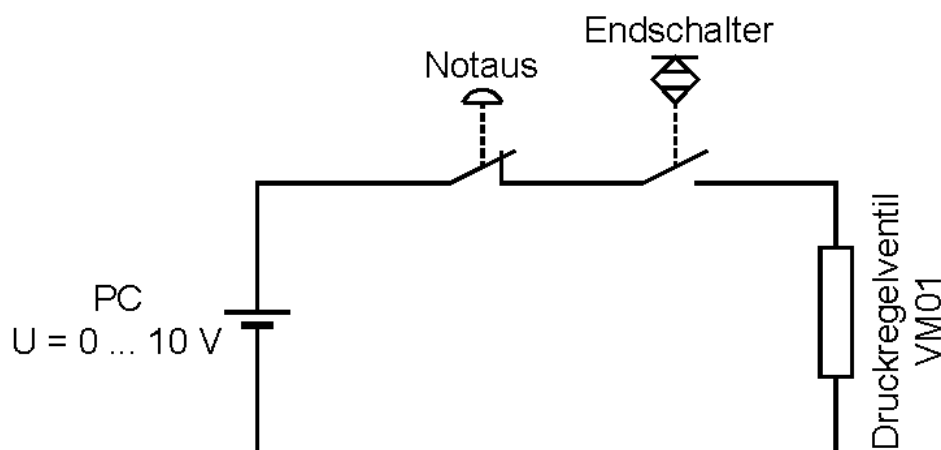 Endschalter
Notaus
PC
U = 0 ... 10 V
Druckregelventil
VM01